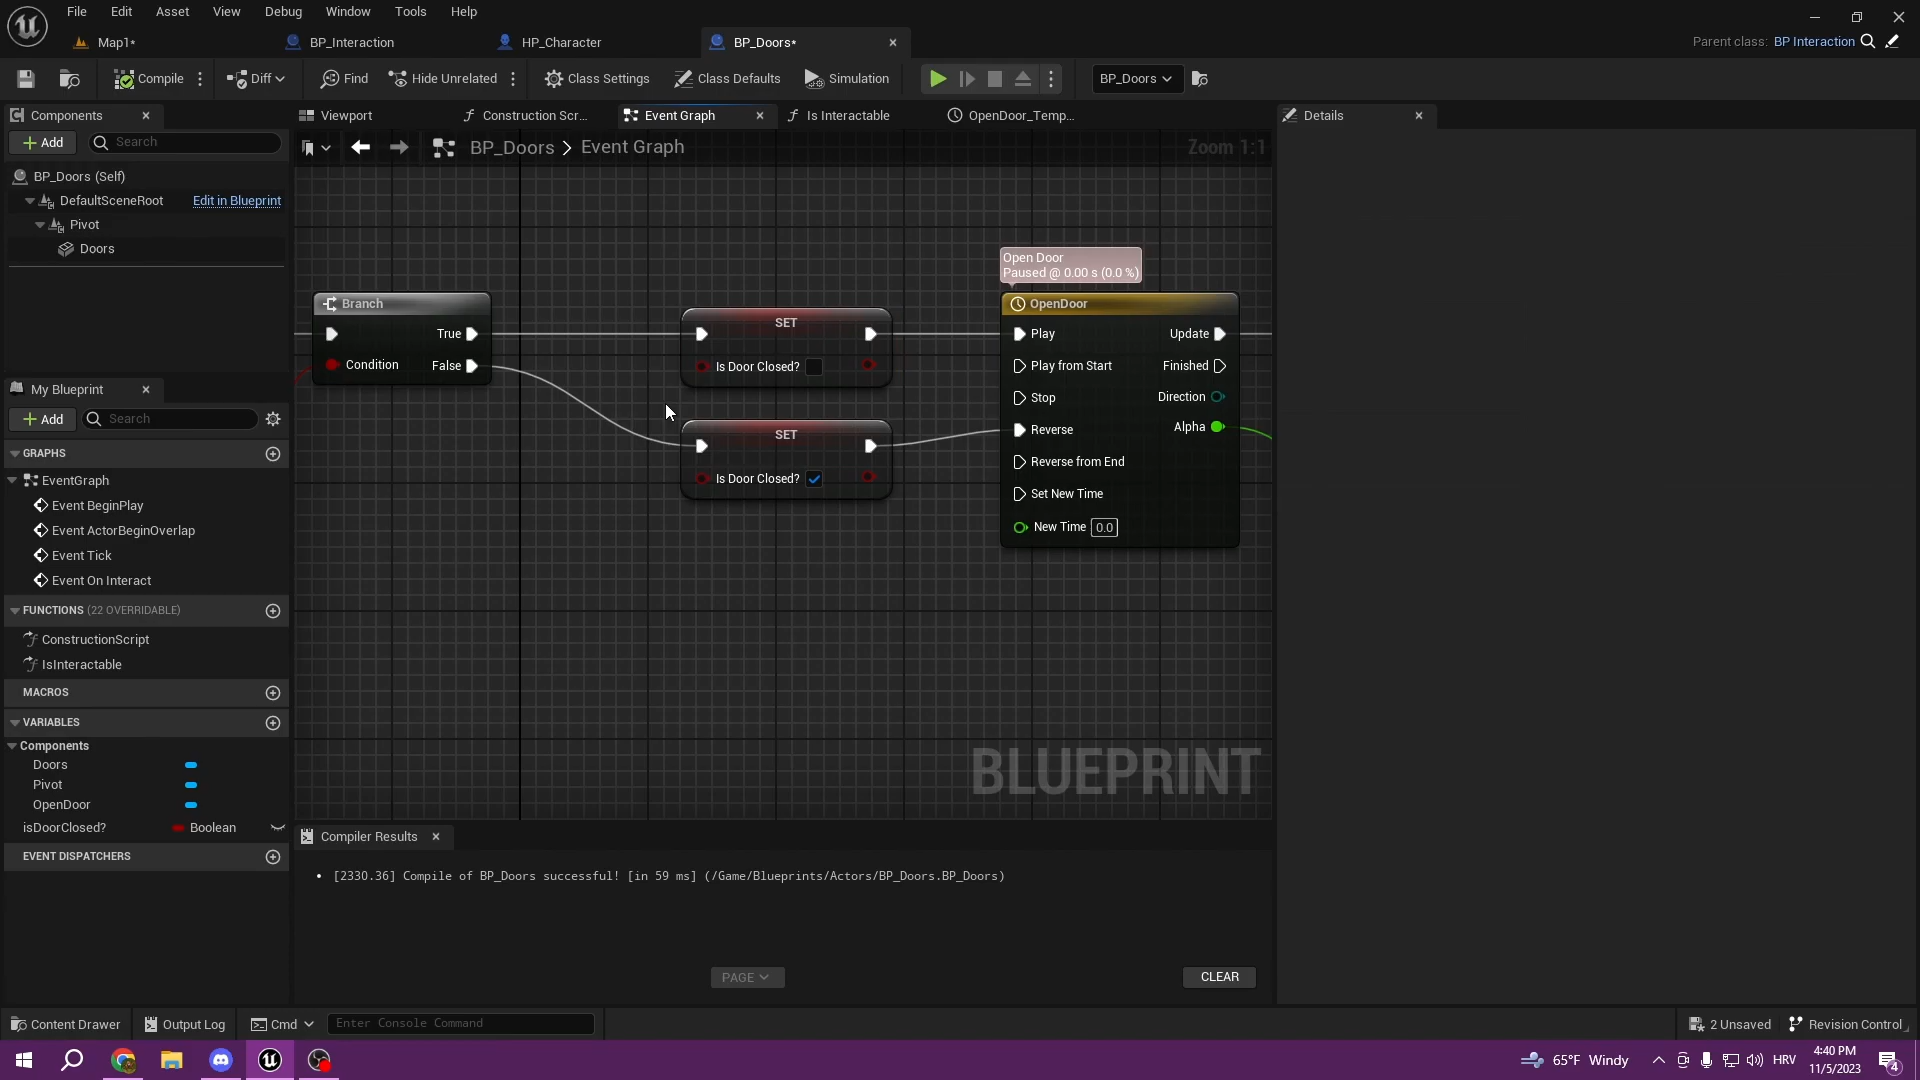 File Edit Asset View Debug Window Tools Help
Map1* BP_Interaction HP_Character BP_Doors*
Parent class: BP Interaction
Compile Diff Find Hide Unrelated Class Settings Class Defaults Simulation BP_Doors
Components
Add Search
BP_Doors (Self)
DefaultSceneRoot Edit in Blueprint
Pivot
Doors
My Blueprint
Add Search
GRAPHS
EventGraph
Event BeginPlay
Event ActorBeginOverlap
Event Tick
Event On Interact
FUNCTIONS (22 OVERRIDABLE)
ConstructionScript
IsInteractable
MACROS
VARIABLES
Components
Doors
Pivot
OpenDoor
isDoorClosed? Boolean
EVENT DISPATCHERS
Viewport Construction Scr... Event Graph Is Interactable OpenDoor_Temp...
BP_Doors > Event Graph
Zoom 1:1
Branch
True
Condition False
SET
Is Door Closed?
SET
Is Door Closed?
Open Door
Paused @ 0.00 s (0.0 %)
OpenDoor
Play Update
Play from Start Finished
Stop Direction
Reverse Alpha
Reverse from End
Set New Time
New Time 0.0
BLUEPRINT
Compiler Results
[2330.36] Compile of BP_Doors successful! [in 59 ms] (/Game/Blueprints/Actors/BP_Doors.BP_Doors)
PAGE CLEAR
Details
Content Drawer Output Log Cmd Enter Console Command 2 Unsaved Revision Control
65°F Windy HRV
4:40 PM
11/5/2023
4